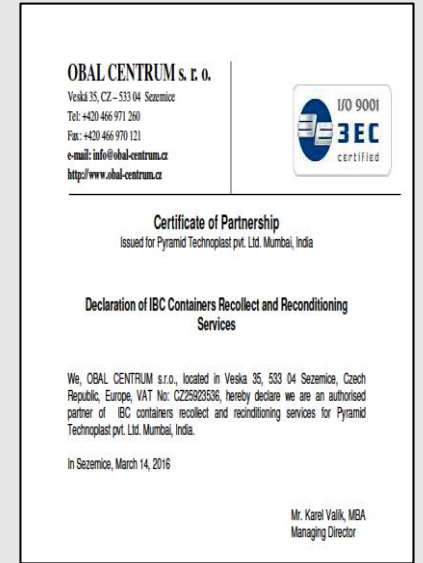 OBAL CENTRUM s. r. o.
Veská 35, CZ – 533 04 Sezemice
Tel: +420 466 971 260
Fax: +420 466 970 121
e-mail: info@obal-centrum.cz
http://www.obal-centrum.cz
ISO 9001
3EC
certified
Certificate of Partnership
Issued for Pyramid Technoplast pvt. Ltd. Mumbai, India
Declaration of IBC Containers Recollect and Reconditioning
Services
We, OBAL CENTRUM s.r.o., located in Veska 35, 533 04 Sezemice, Czech
Republic, Europe, VAT No: CZ25923536, hereby declare we are an authorised
partner of IBC containers recollect and recinditioning services for Pyramid
Technoplast pvt. Ltd. Mumbai, India.
In Sezemice, March 14, 2016
Mr. Karel Valik, MBA
Managing Director